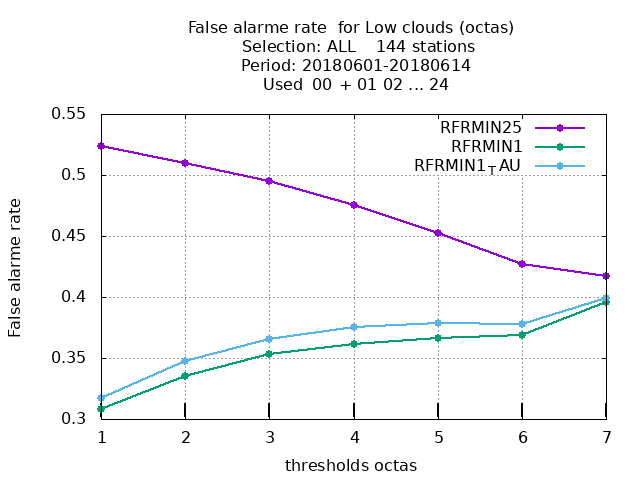 False alarme rate  for Low clouds (octas)
Selection: ALL    144 stations
Period: 20180601-20180614
Used  00  + 01 02 ... 24
0.55
0.5
0.45
0.4
0.35
0.3
False alarme rate
RFRMIN25
RFRMIN1
RFRMIN1TAU
1 2 3 4 5 6 7
thresholds octas